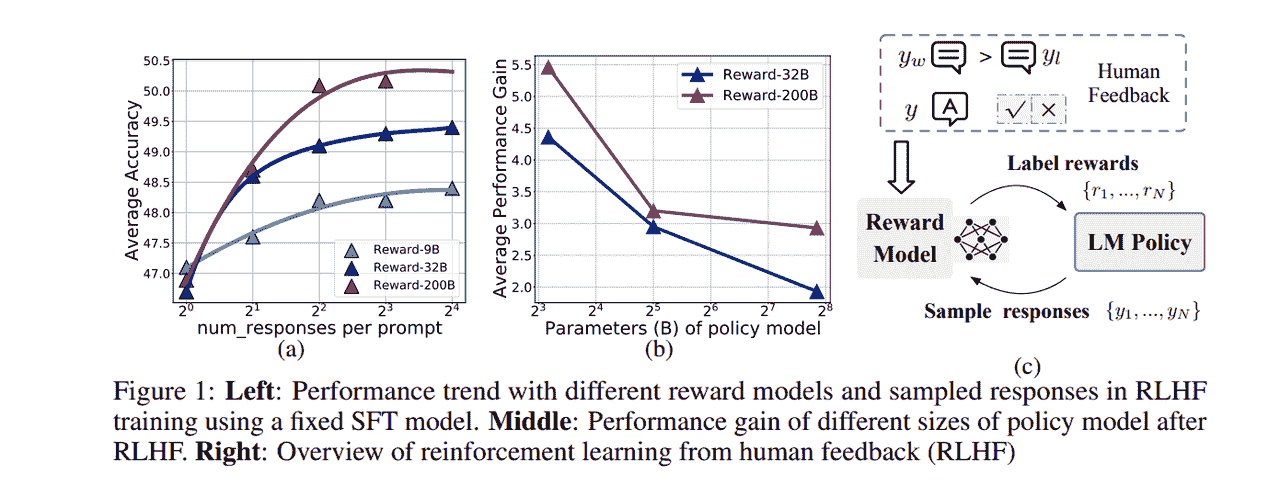 50.5
50.0
49.5
49.0
48.5
48.0
47.5
47.0
Average Accuracy
Reward-9B
Reward-32B
Reward-200B
2^0 2^1 2^2 2^3 2^4
num_responses per prompt
(a)
5.5
5.0
4.5
4.0
3.5
3.0
2.5
2.0
Average Performance Gain
Reward-32B
Reward-200B
2^3 2^4 2^5 2^6 2^7 2^8
Parameters (B) of policy model
(b)
y_w > y_l
y A ✓ ×
Human
Feedback
Label rewards
{r_1, ..., r_N}
Reward
Model
LM Policy
Sample responses {y_1, ..., y_N}
(c)
Figure 1: Left: Performance trend with different reward models and sampled responses in RLHF
training using a fixed SFT model. Middle: Performance gain of different sizes of policy model after
RLHF. Right: Overview of reinforcement learning from human feedback (RLHF)